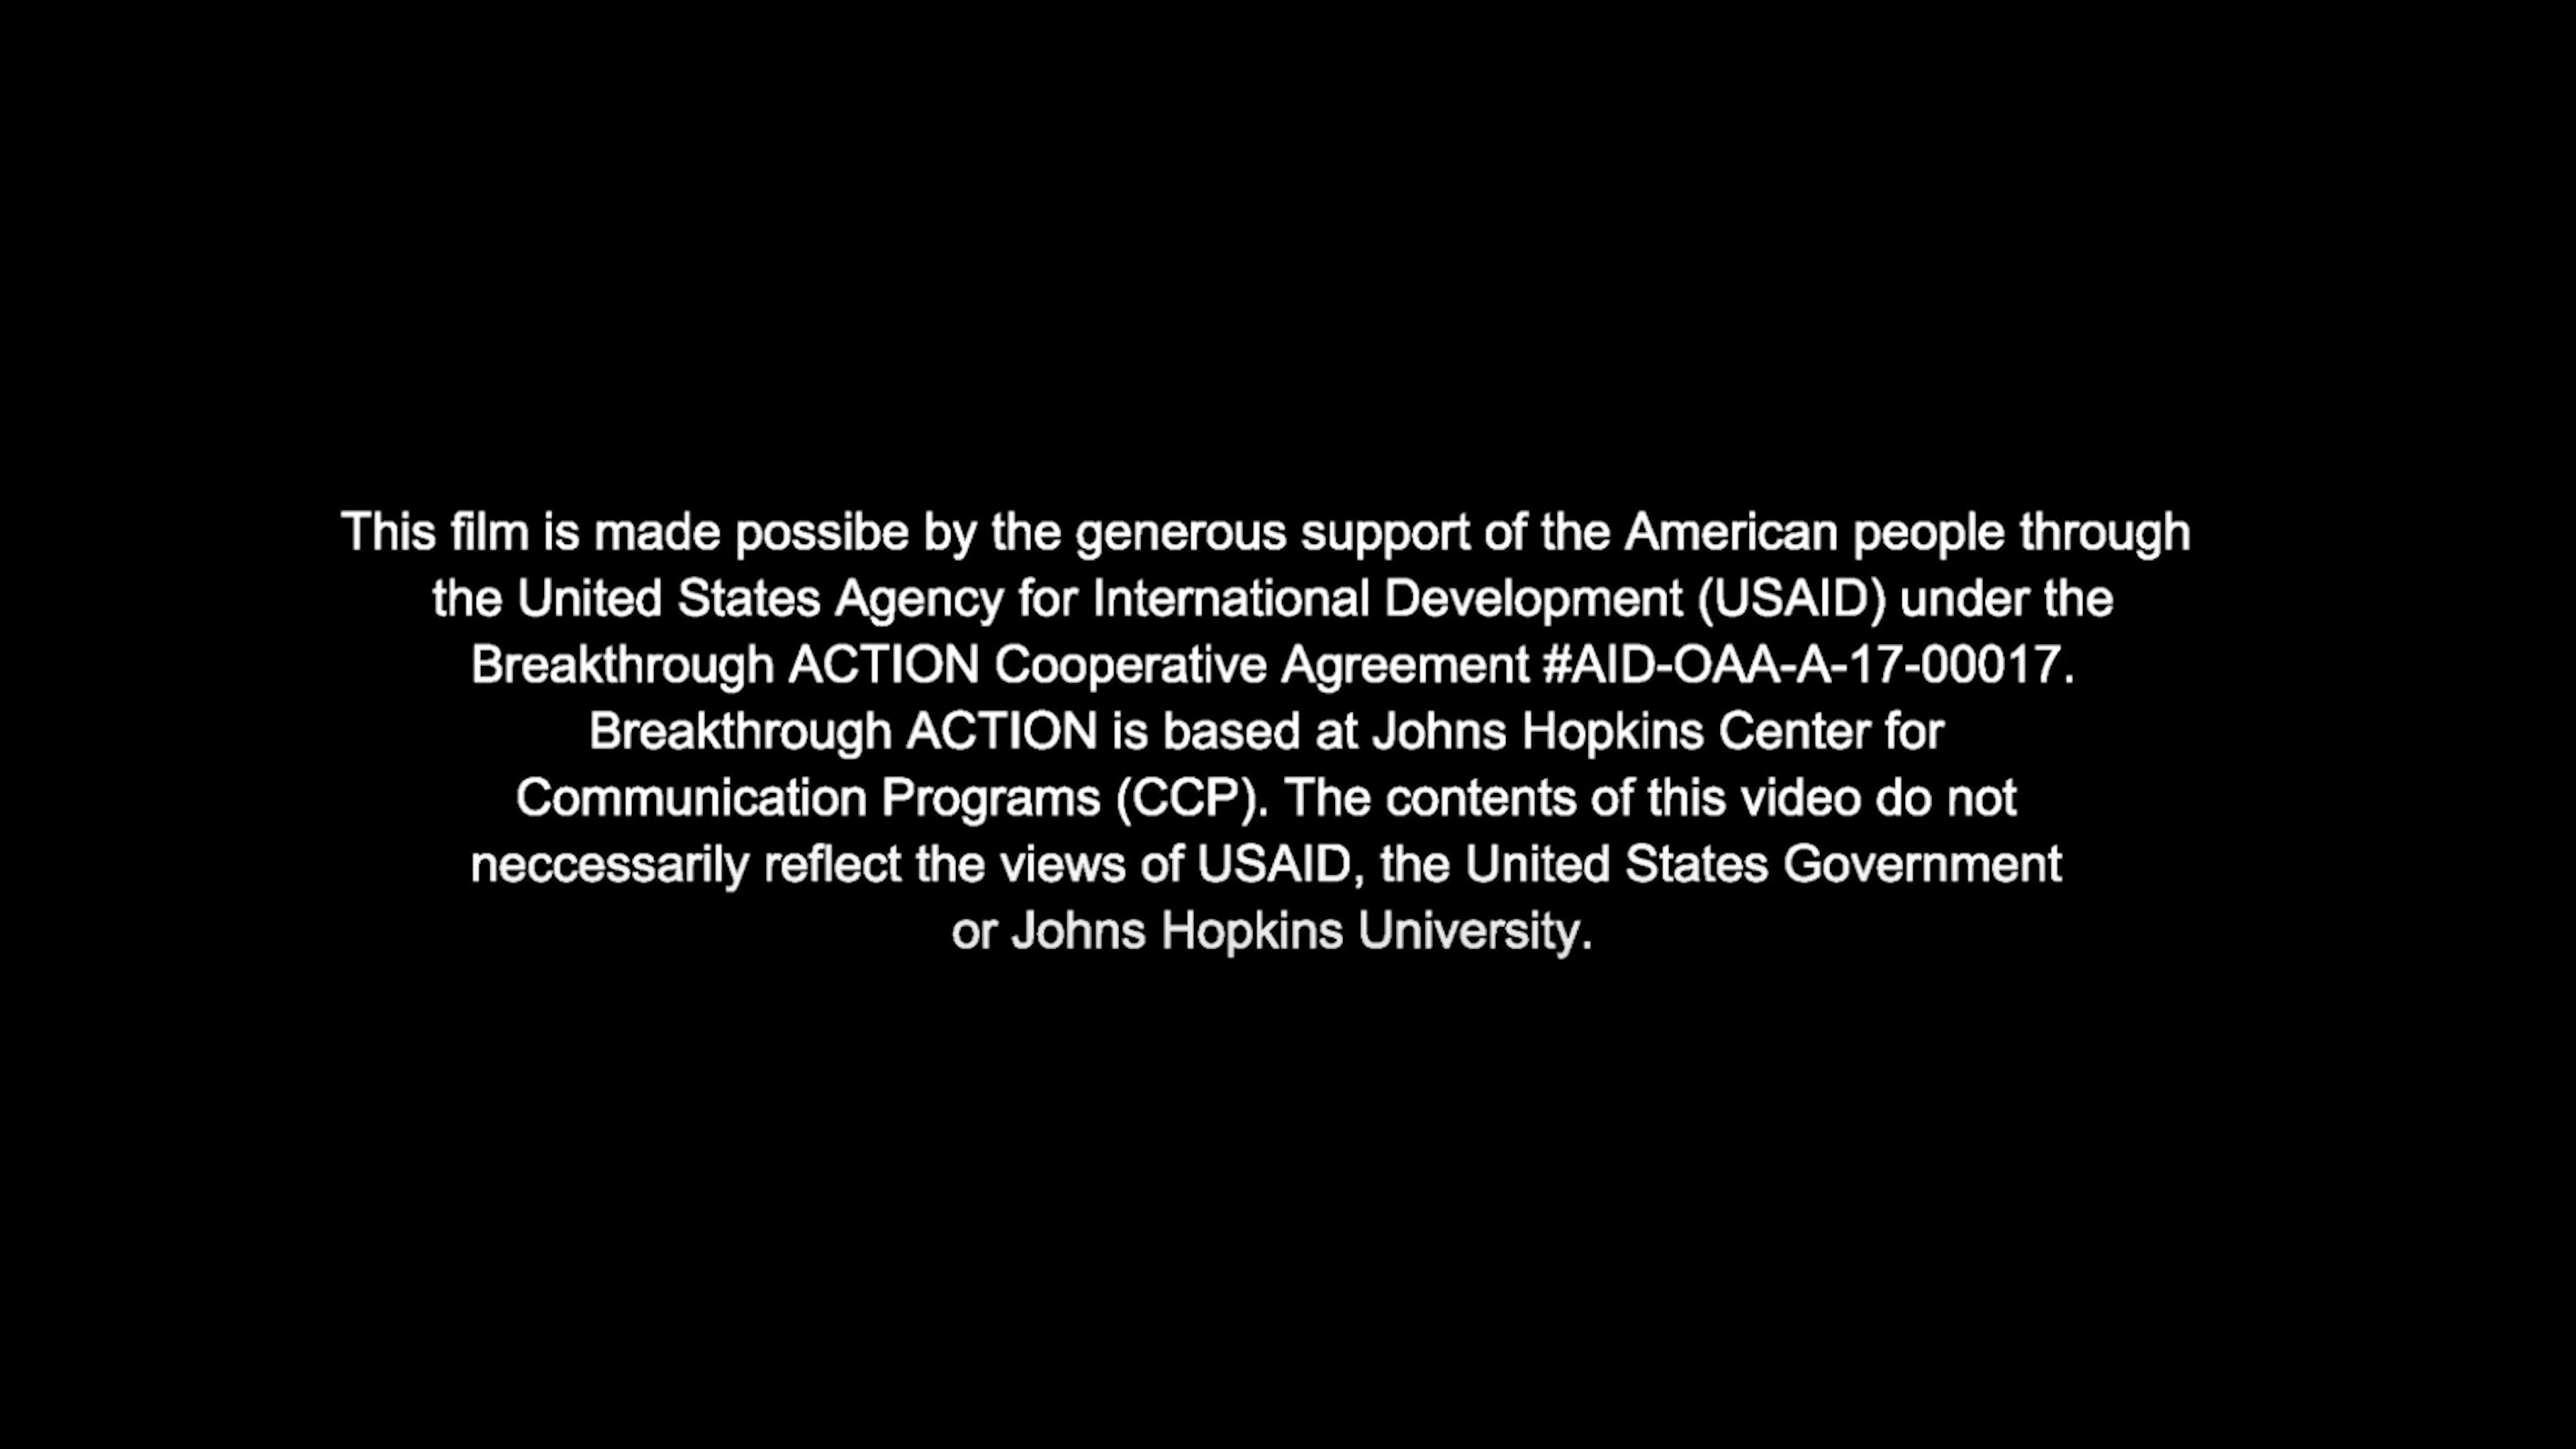 This film is made possibe by the generous support of the American people through
the United States Agency for International Development (USAID) under the
Breakthrough ACTION Cooperative Agreement #AID-OAA-A-17-00017.
Breakthrough ACTION is based at Johns Hopkins Center for
Communication Programs (CCP). The contents of this video do not
neccessarily reflect the views of USAID, the United States Government
or Johns Hopkins University.